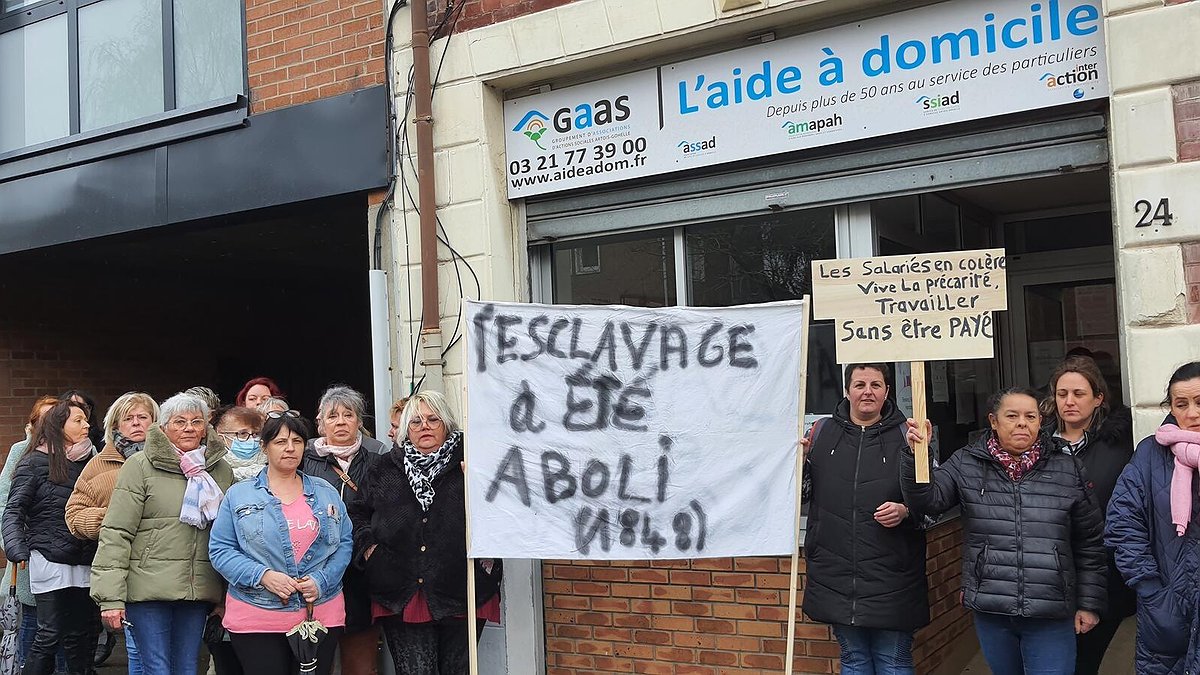 GAAS
GROUPEMENT D'ASSOCIATIONS
D'ACTIONS SOCIALES ARTOIS-GOHELLE
03 21 77 39 00
www.aideadom.fr
L'aide à domicile
Depuis plus de 50 ans au service des particuliers
assad
amapah
ssiad
inter
action
24
Les Salariés en colère
Vive La précarité,
Travailler
Sans être PAYÉ
l'ESCLAVAGE
a ÉTÉ
ABOLi
(1848)